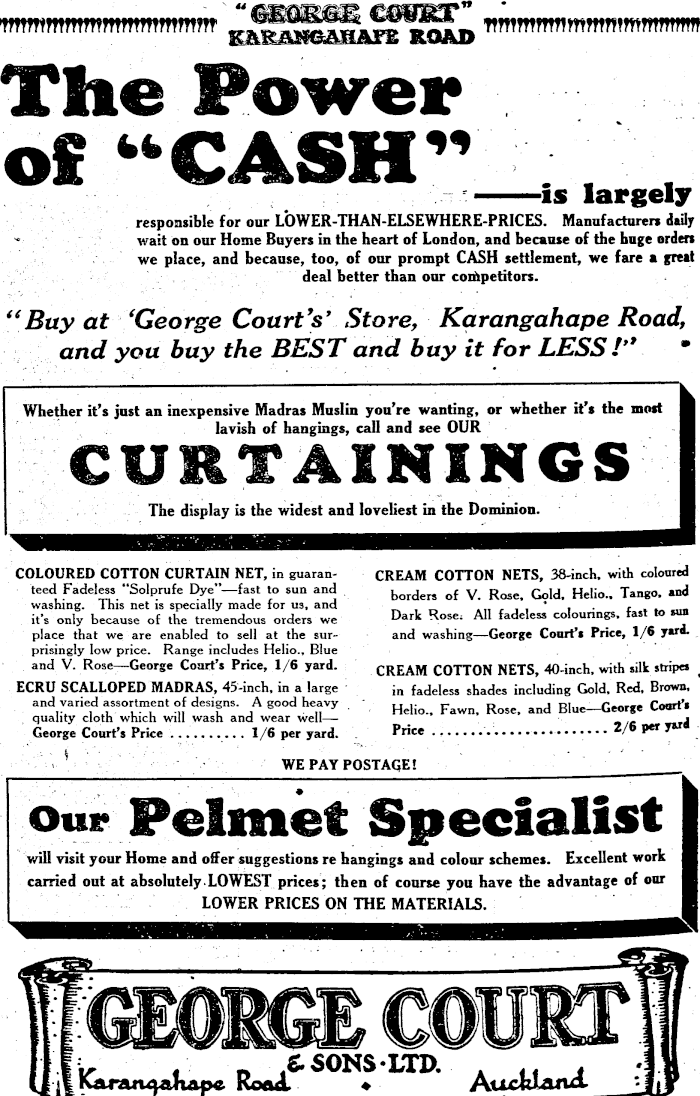 "GEORGE COURT"
KARANGAHAPE ROAD
The Power
of "CASH"
—is largely
responsible for our LOWER-THAN-ELSEWHERE-PRICES. Manufacturers daily
wait on our Home Buyers in the heart of London, and because of the huge orders
we place, and because, too, of our prompt CASH settlement, we fare a great
deal better than our competitors.
"Buy at 'George Court's' Store, Karangahape Road,
and you buy the BEST and buy it for LESS!"
Whether it's just an inexpensive Madras Muslin you're wanting, or whether it's the most
lavish of hangings, call and see OUR
CURTAININGS
The display is the widest and loveliest in the Dominion.
COLOURED COTTON CURTAIN NET, in guaran-
teed Fadeless "Solprufe Dye"—fast to sun and
washing. This net is specially made for us, and
it's only because of the tremendous orders we
place that we are enabled to sell at the sur-
prisingly low price. Range includes Helio., Blue
and V. Rose—George Court's Price, 1/6 yard.
ECRU SCALLOPED MADRAS, 45-inch, in a large
and varied assortment of designs. A good heavy
quality cloth which will wash and wear well—
George Court's Price .......... 1/6 per yard.
CREAM COTTON NETS, 38-inch, with coloured
borders of V. Rose, Gold, Helio., Tango, and
Dark Rose. All fadeless colourings, fast to sun
and washing—George Court's Price, 1/6 yard.
CREAM COTTON NETS, 40-inch, with silk stripes
in fadeless shades including Gold, Red, Brown,
Helio., Fawn, Rose, and Blue—George Court's
Price ....................... 2/6 per yard
WE PAY POSTAGE!
Our Pelmet Specialist
will visit your Home and offer suggestions re hangings and colour schemes. Excellent work
carried out at absolutely LOWEST prices; then of course you have the advantage of our
LOWER PRICES ON THE MATERIALS.
GEORGE COURT
& SONS · LTD.
Karangahape Road ◆ Auckland